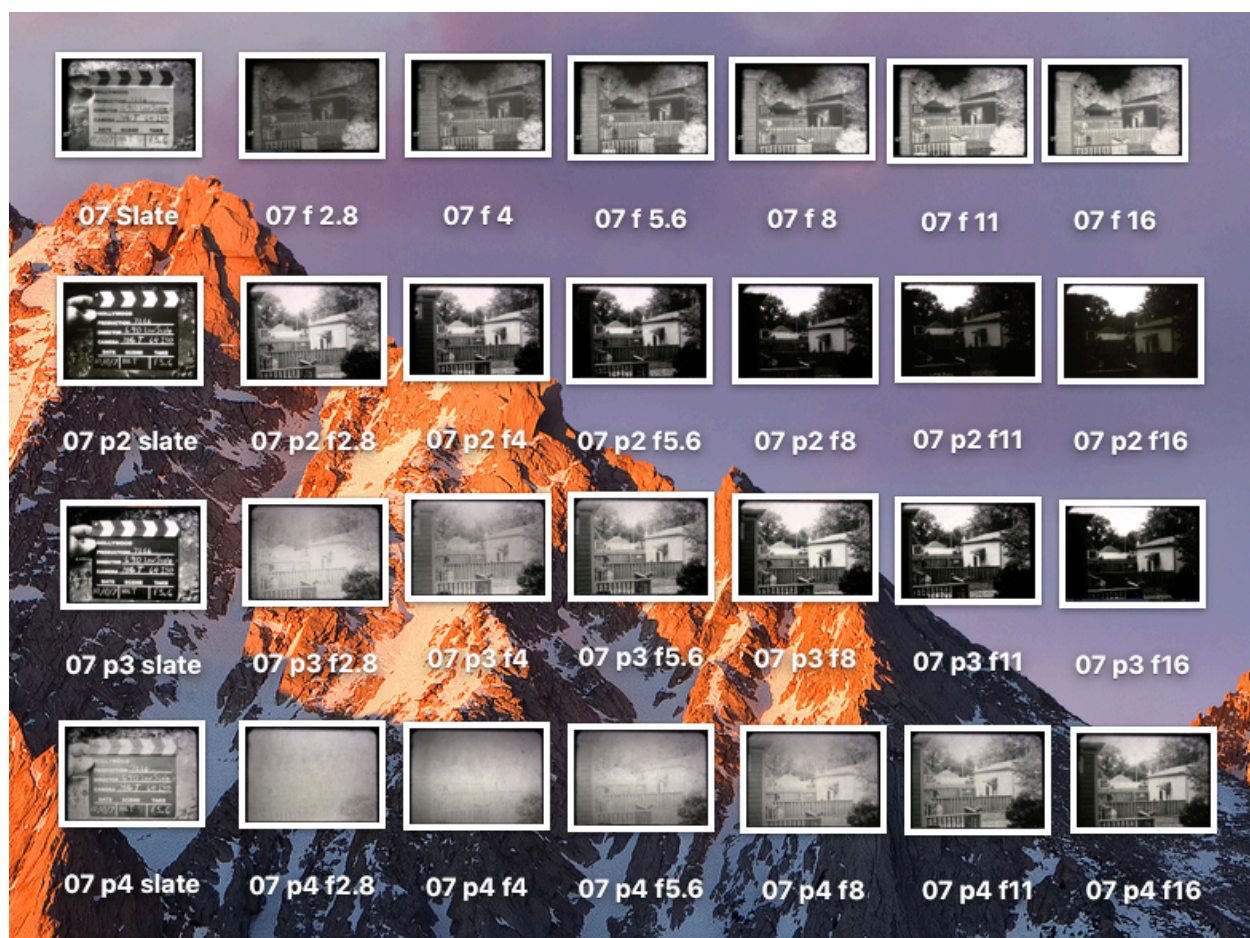 07 Slate
07 f 2.8
07 f 4
07 f 5.6
07 f 8
07 f 11
07 f 16
07 p2 slate
07 p2 f2.8
07 p2 f4
07 p2 f5.6
07 p2 f8
07 p2 f11
07 p2 f16
07 p3 slate
07 p3 f2.8
07 p3 f4
07 p3 f5.6
07 p3 f8
07 p3 f11
07 p3 f16
07 p4 slate
07 p4 f2.8
07 p4 f4
07 p4 f5.6
07 p4 f8
07 p4 f11
07 p4 f16